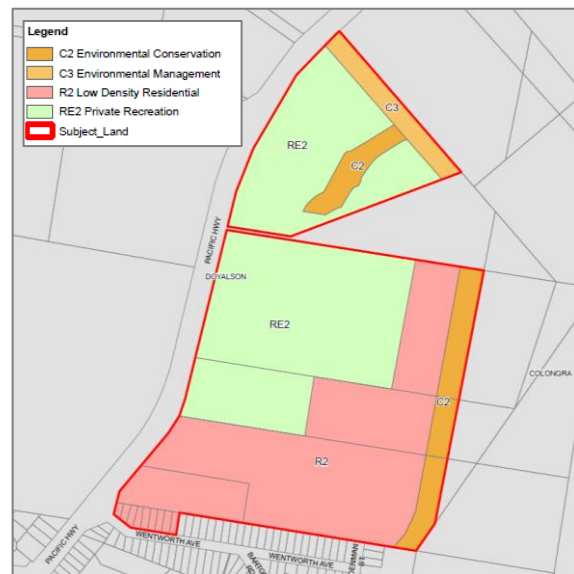 Legend
C2 Environmental Conservation
C3 Environmental Management
R2 Low Density Residential
RE2 Private Recreation
Subject_Land
C3
RE2
C2
PACIFIC HWY
DOYALSON
RE2
COLONGRA
C2
R2
PACIFIC HWY
WENTWORTH AVE
WENTWORTH AVE